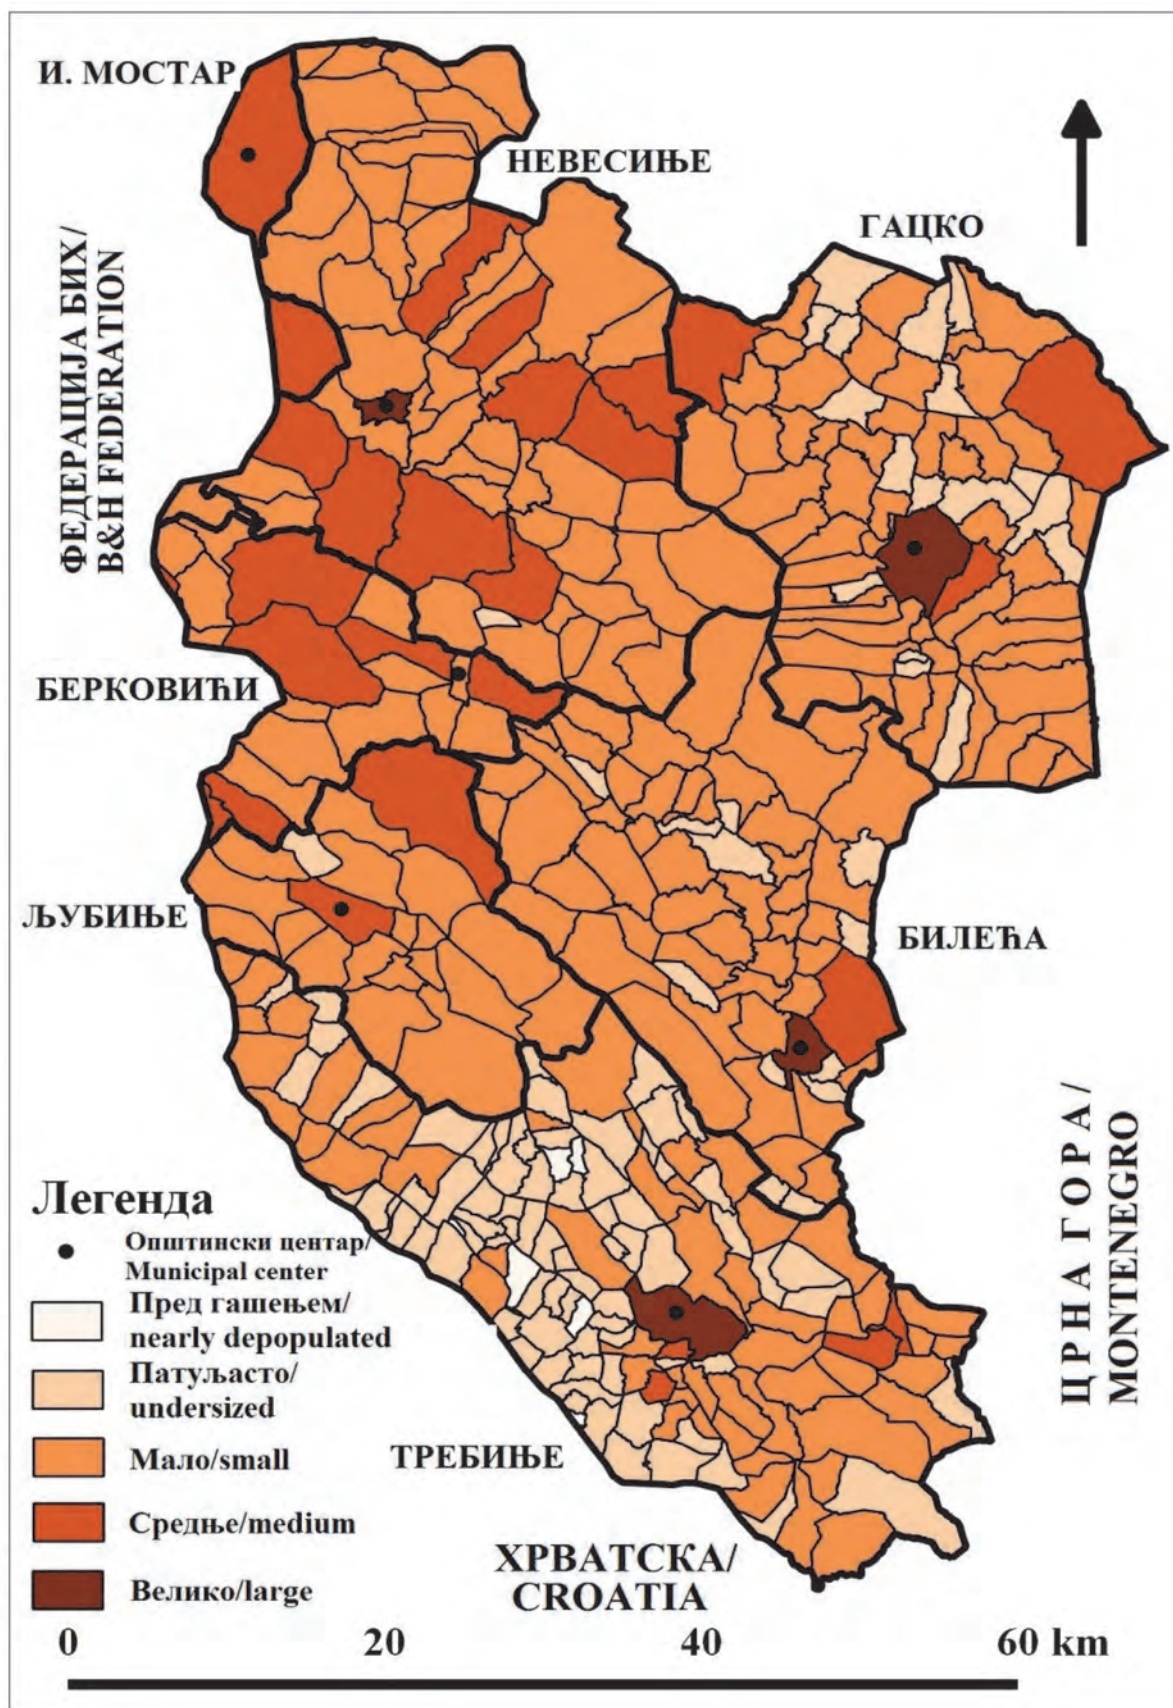 И. МОСТАР
НЕВЕСИЊЕ
ГАЦКО
ФЕДЕРАЦИЈА БИХ/
B&H FEDERATION
БЕРКОВИЋИ
ЉУБИЊЕ
БИЛЕЋА
ЦРНА ГОРА/
MONTENEGRO
Легенда
Општински центар/
Municipal center
Пред гашењем/
nearly depopulated
Патуљасто/
undersized
Мало/small
Средње/medium
Велико/large
ТРЕБИЊЕ
ХРВАТСКА/
CROATIA
0 20 40 60 km